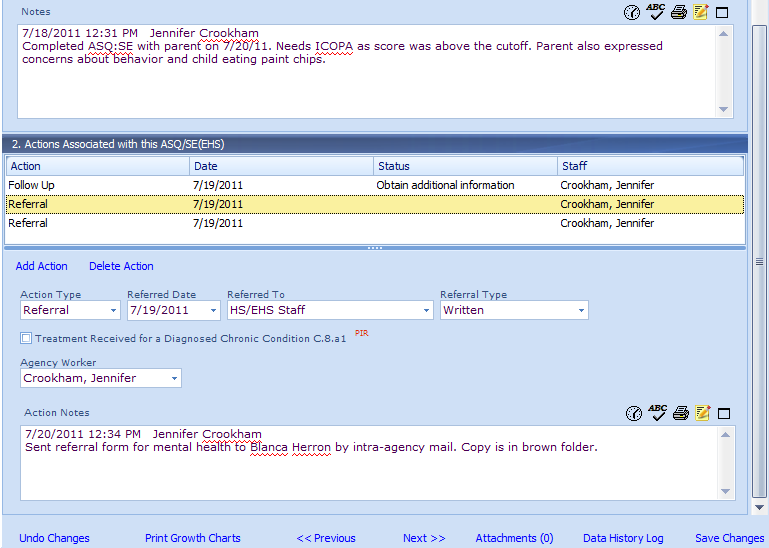 Notes
ABC
7/18/2011 12:31 PM Jennifer Crookham
Completed ASQ:SE with parent on 7/20/11. Needs ICOPA as score was above the cutoff. Parent also expressed
concerns about behavior and child eating paint chips.
2. Actions Associated with this ASQ/SE(EHS)
Action Date Status Staff
Follow Up 7/19/2011 Obtain additional information Crookham, Jennifer
Referral 7/19/2011 Crookham, Jennifer
Referral 7/19/2011 Crookham, Jennifer
Add Action Delete Action
Action Type Referred Date Referred To Referral Type
Referral 7/19/2011 HS/EHS Staff Written
Treatment Received for a Diagnosed Chronic Condition C.8.a1 PIR
Agency Worker
Crookham, Jennifer
Action Notes
ABC
7/20/2011 12:34 PM Jennifer Crookham
Sent referral form for mental health to Blanca Herron by intra-agency mail. Copy is in brown folder.
Undo Changes Print Growth Charts << Previous Next >> Attachments (0) Data History Log Save Changes